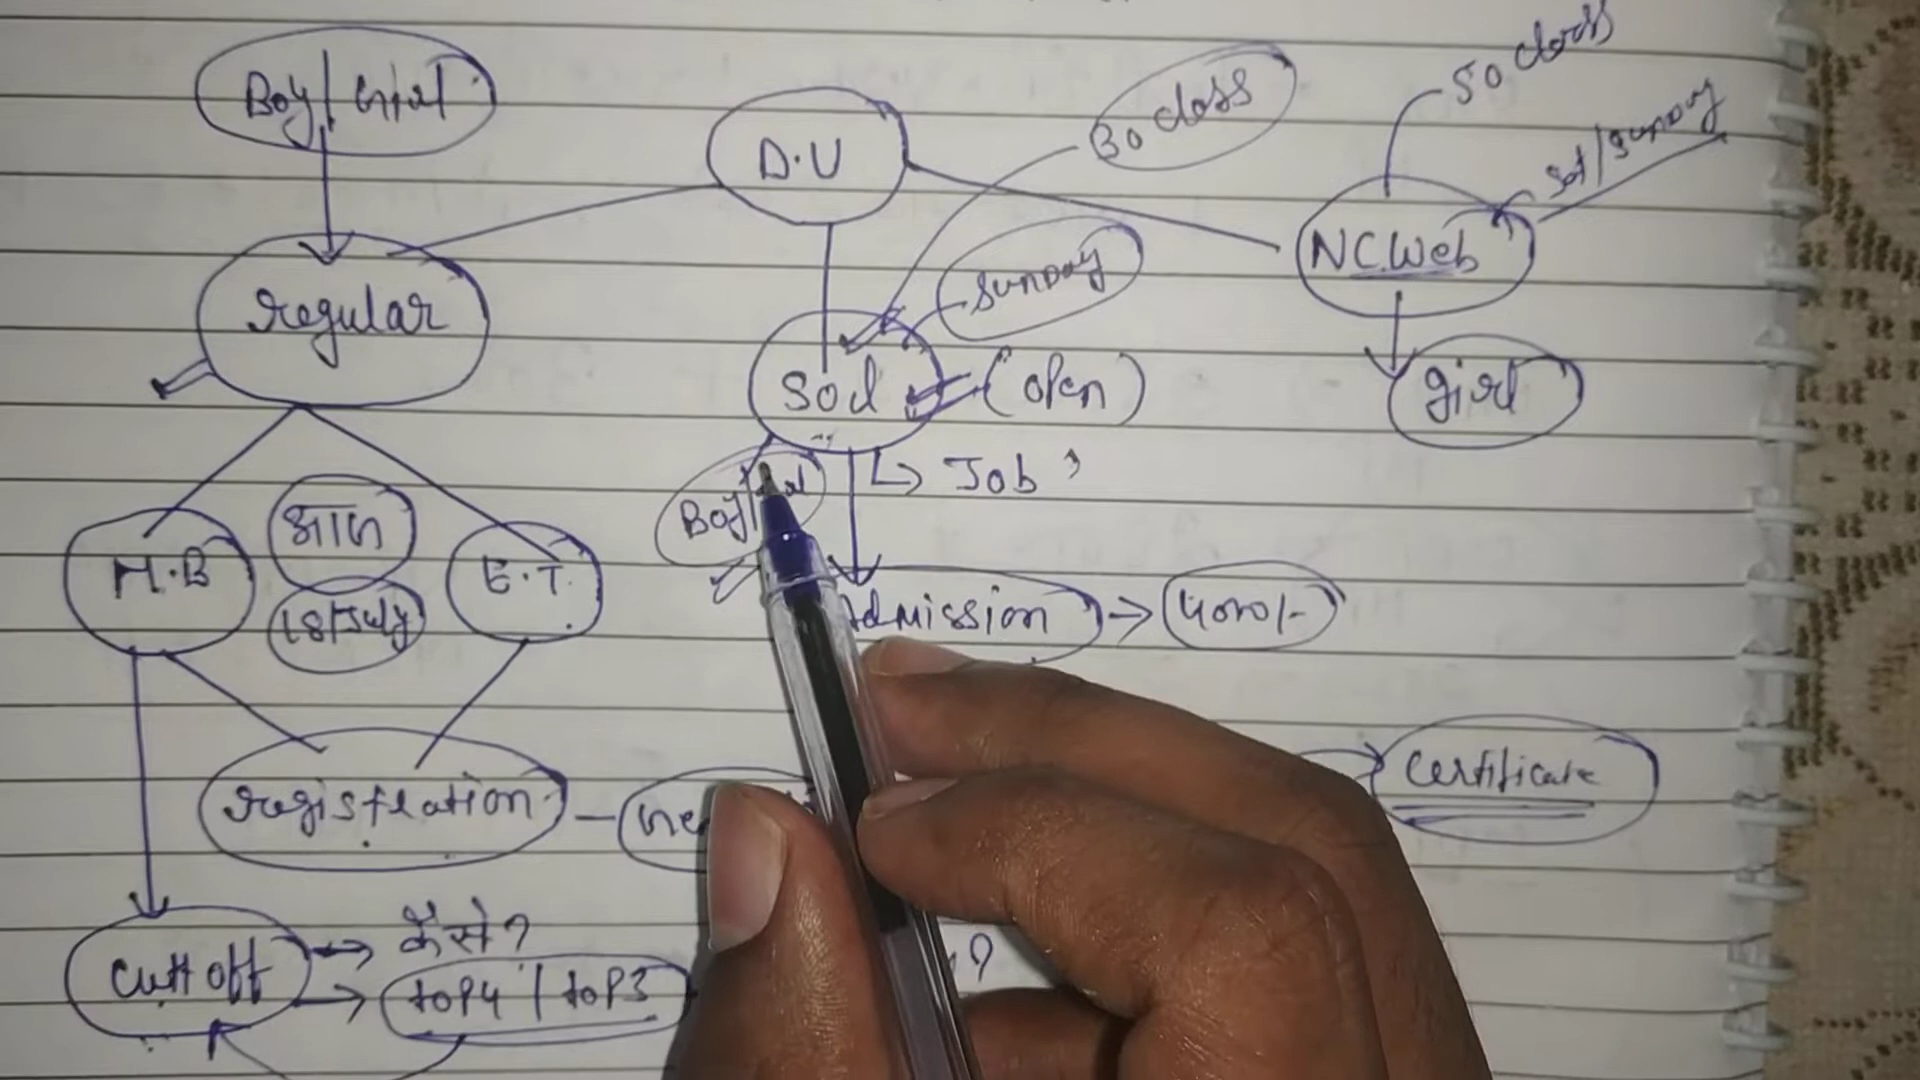 Boy/Girl
D.U
30 class
50 class
Sat/Sunday
NCWeb
Sunday
regular
Sol
(open)
girl
Job
Boy/
आज
M.B
E.T.
18/July
Admission
registration
Certificate
Cutt off
कैसे?
top4 / top3
?